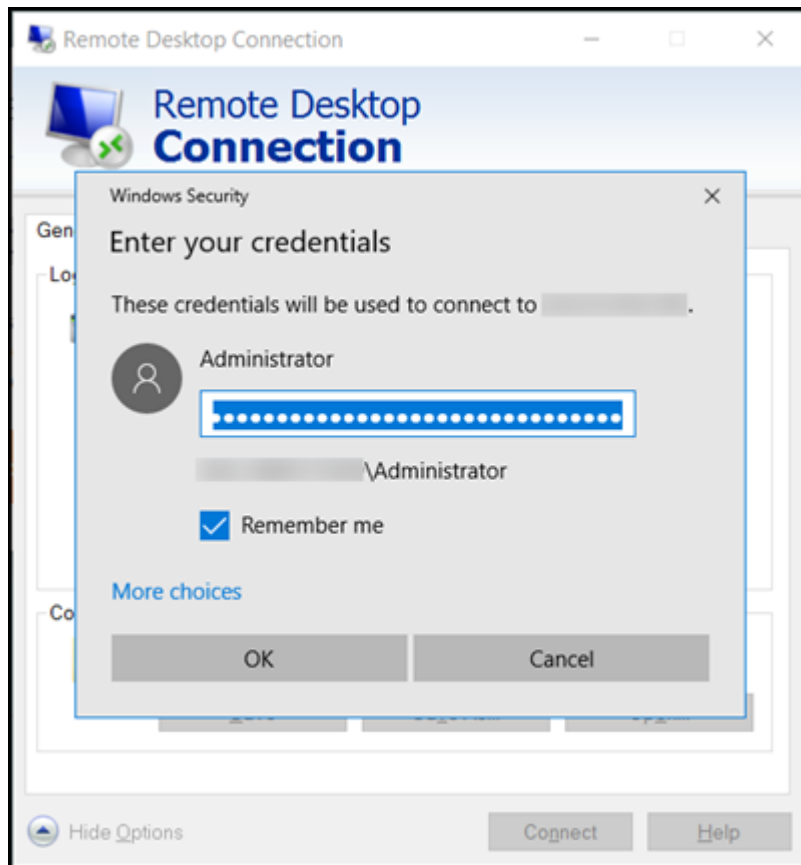 Remote Desktop Connection
Remote Desktop
Connection
Windows Security
Enter your credentials
These credentials will be used to connect to .
Administrator
\Administrator
Remember me
More choices
OK
Cancel
Hide Options
Connect
Help